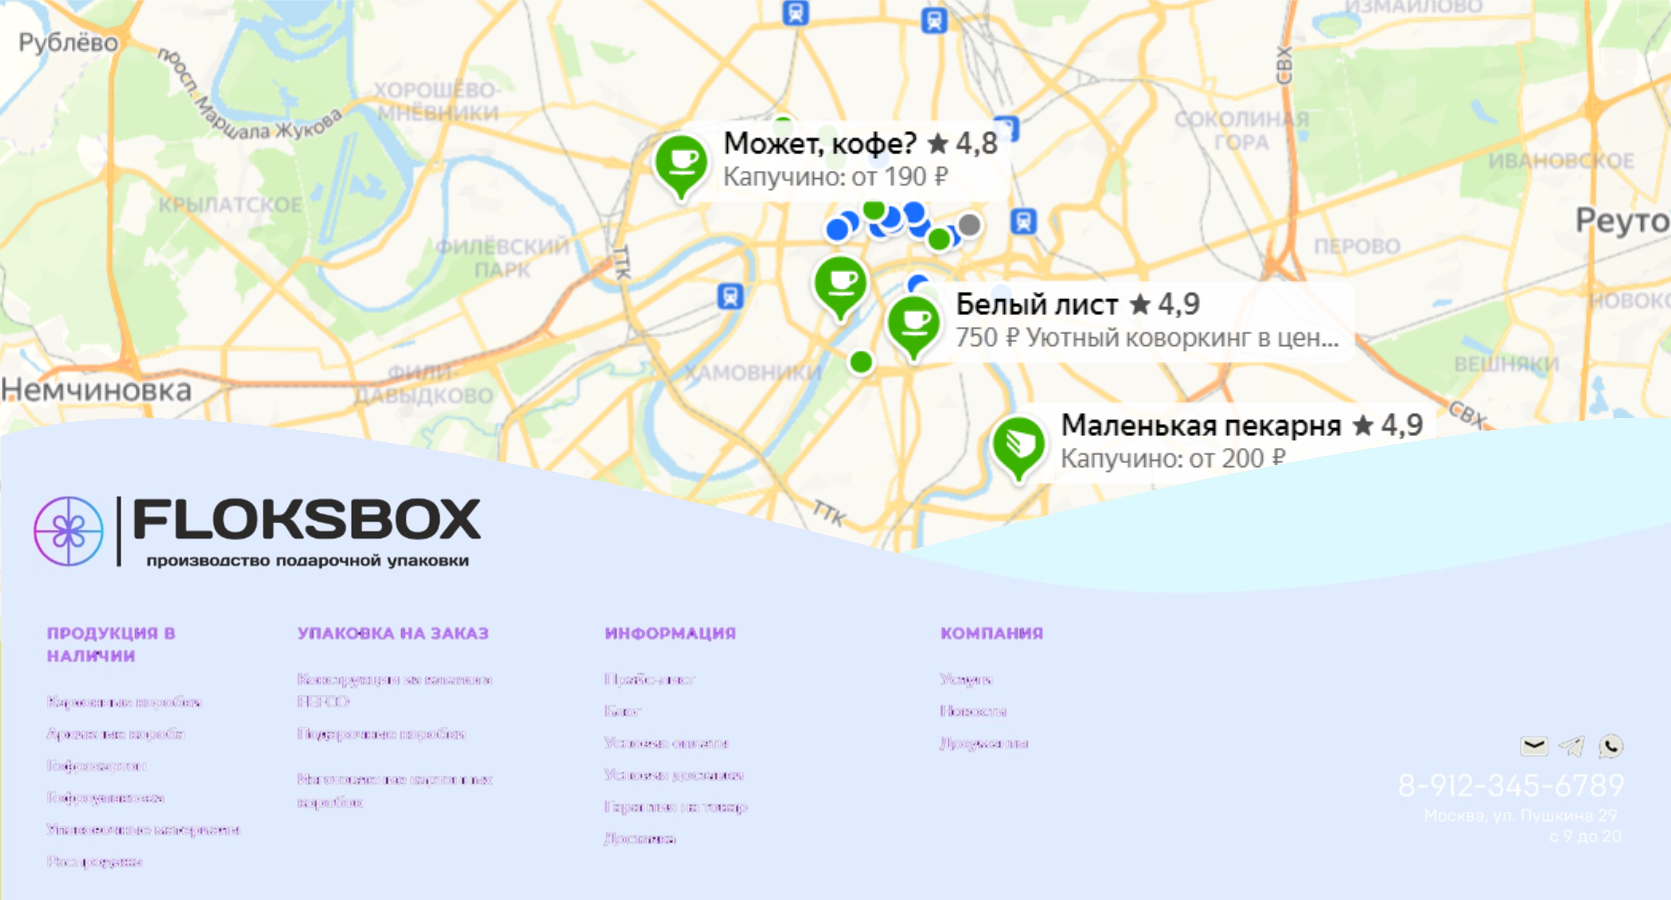 ИЗМАЙЛОВО
Рублёво
просп. Маршала Жукова
ХОРОШЁВО-
МНЁВНИКИ
СВХ
СОКОЛИНАЯ
ГОРА
Может, кофе? ★ 4,8
Капучино: от 190 ₽
ИВАНОВСКОЕ
КРЫЛАТСКОЕ
Реуто
ФИЛЁВСКИЙ
ПАРК
ТТК
ПЕРОВО
НОВОКО
Белый лист ★ 4,9
750 ₽ Уютный коворкинг в цен...
Немчиновка
ФИЛИ-
ДАВЫДКОВО
ХАМОВНИКИ
ВЕШНЯКИ
СВХ
Маленькая пекарня ★ 4,9
Капучино: от 200 ₽
ТТК
FLOKSBOX
производство подарочной упаковки
ПРОДУКЦИЯ В
НАЛИЧИИ
Картонные коробки
Архивные короба
Гофрокартон
Гофроупаковка
Упаковочные материалы
Распродажа
УПАКОВКА НА ЗАКАЗ
Конструкции из каталога
FEFCO
Подарочные коробки
Изготовление картонных
коробок
ИНФОРМАЦИЯ
Прайс-лист
Блог
Условия оплаты
Условия доставки
Гарантия на товар
Доставка
КОМПАНИЯ
Услуги
Новости
Документы
8-912-345-6789
Москва, ул. Пушкина 29
с 9 до 20